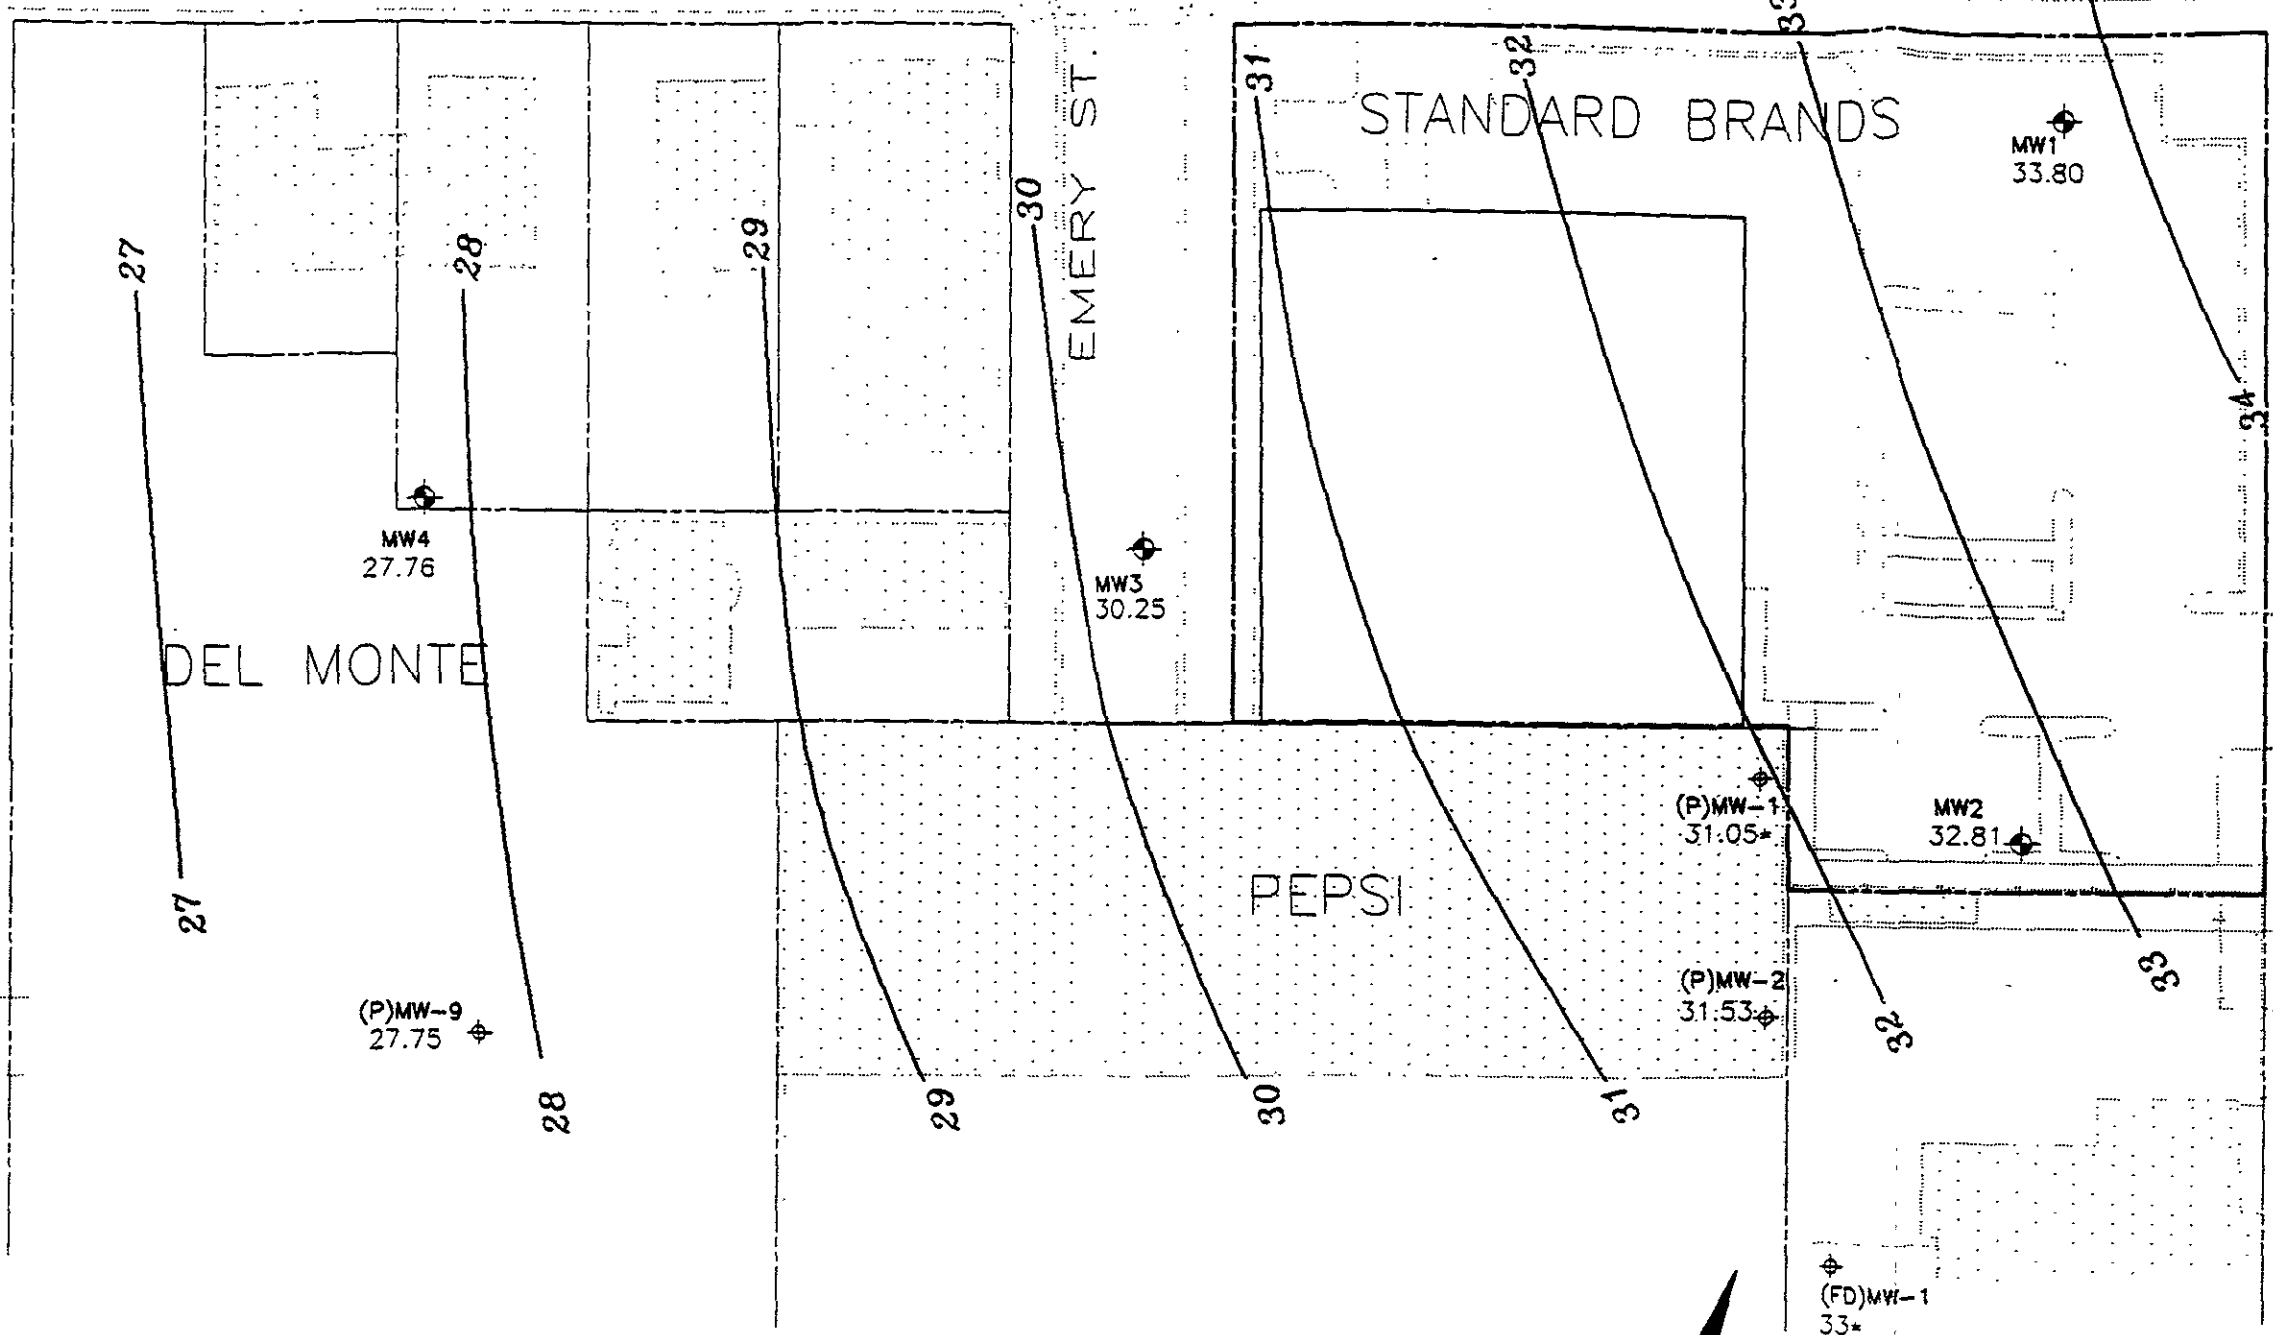 33
32
31
STANDARD BRANDS
EMERY ST.
MW1
33.80
30
29
28
27
34
MW4
27.76
MW3
30.25
DEL MONTE
(P)MW-1
31.05*
MW2
32.81
PEPSI
27
(P)MW-2
31.53
33
(P)MW-9
27.75
32
28
29
30
31
(FD)MW-1
33*